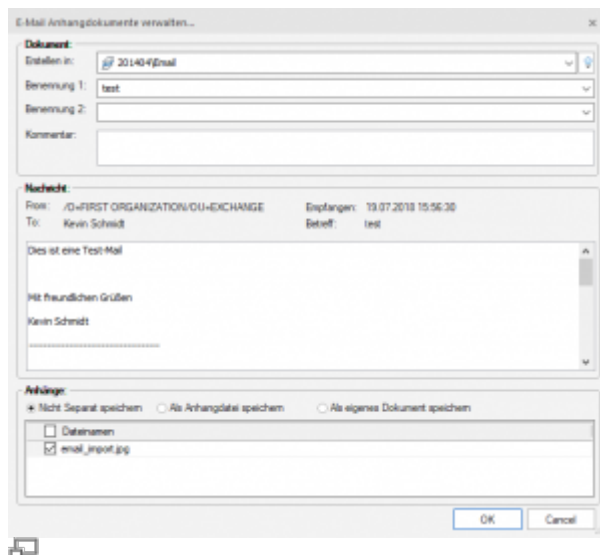 E-Mail Anhangdokumente verwalten...
Dokument:
Erstellen in: 201404\Email
Benennung 1: test
Benennung 2:
Kommentar:
Nachricht:
From: /O=FIRST ORGANIZATION/OU=EXCHANGE Empfangen: 19.07.2018 15:56:30
To: Kevin Schmidt Betreff: test
Dies ist eine Test-Mail
Mit freundlichen Grüßen
Kevin Schmidt
--------------------------------
Anhänge:
Nicht Separat speichern Als Anhangdatei speichern Als eigenes Dokument speichern
Dateinamen
email_import.jpg
OK Cancel